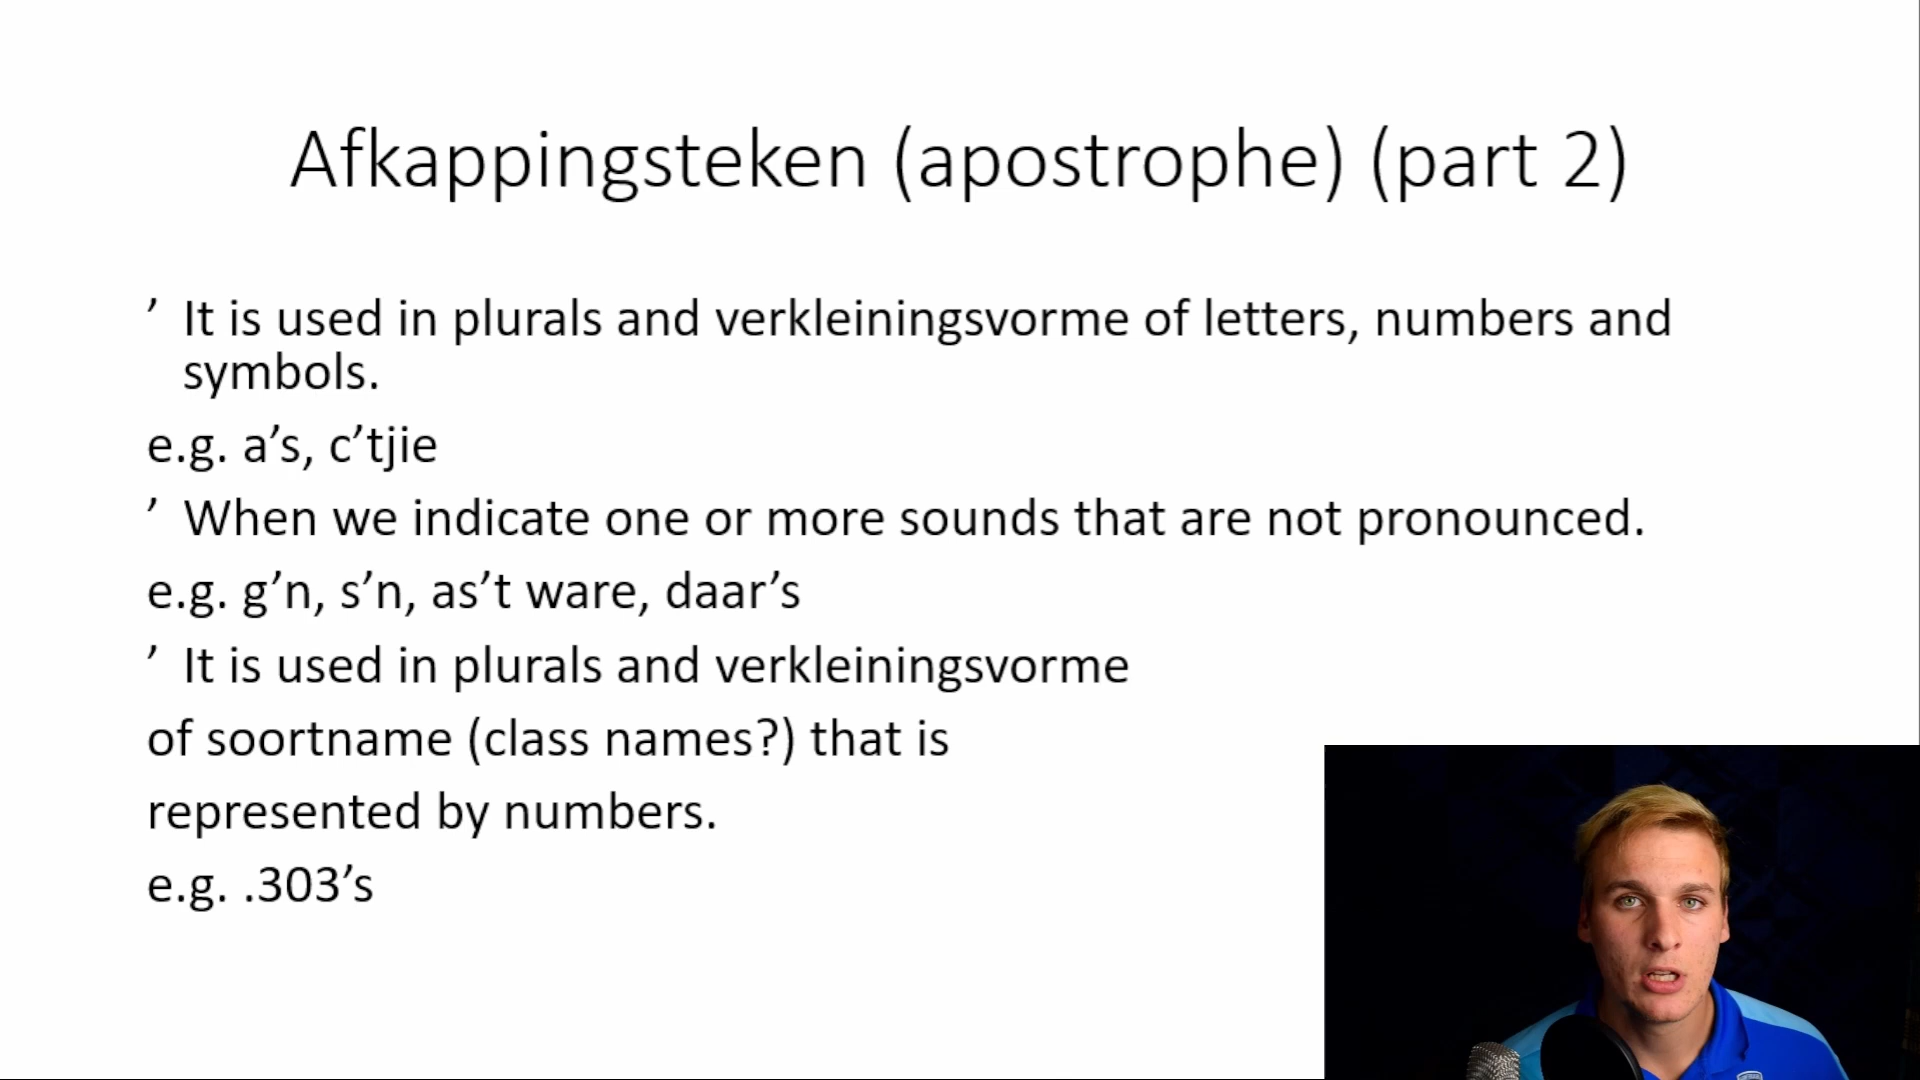 Afkappingsteken (apostrophe) (part 2)
’ It is used in plurals and verkleiningsvorme of letters, numbers and
symbols.
e.g. a’s, c’tjie
’ When we indicate one or more sounds that are not pronounced.
e.g. g’n, s’n, as’t ware, daar’s
’ It is used in plurals and verkleiningsvorme
of soortname (class names?) that is
represented by numbers.
e.g. .303’s